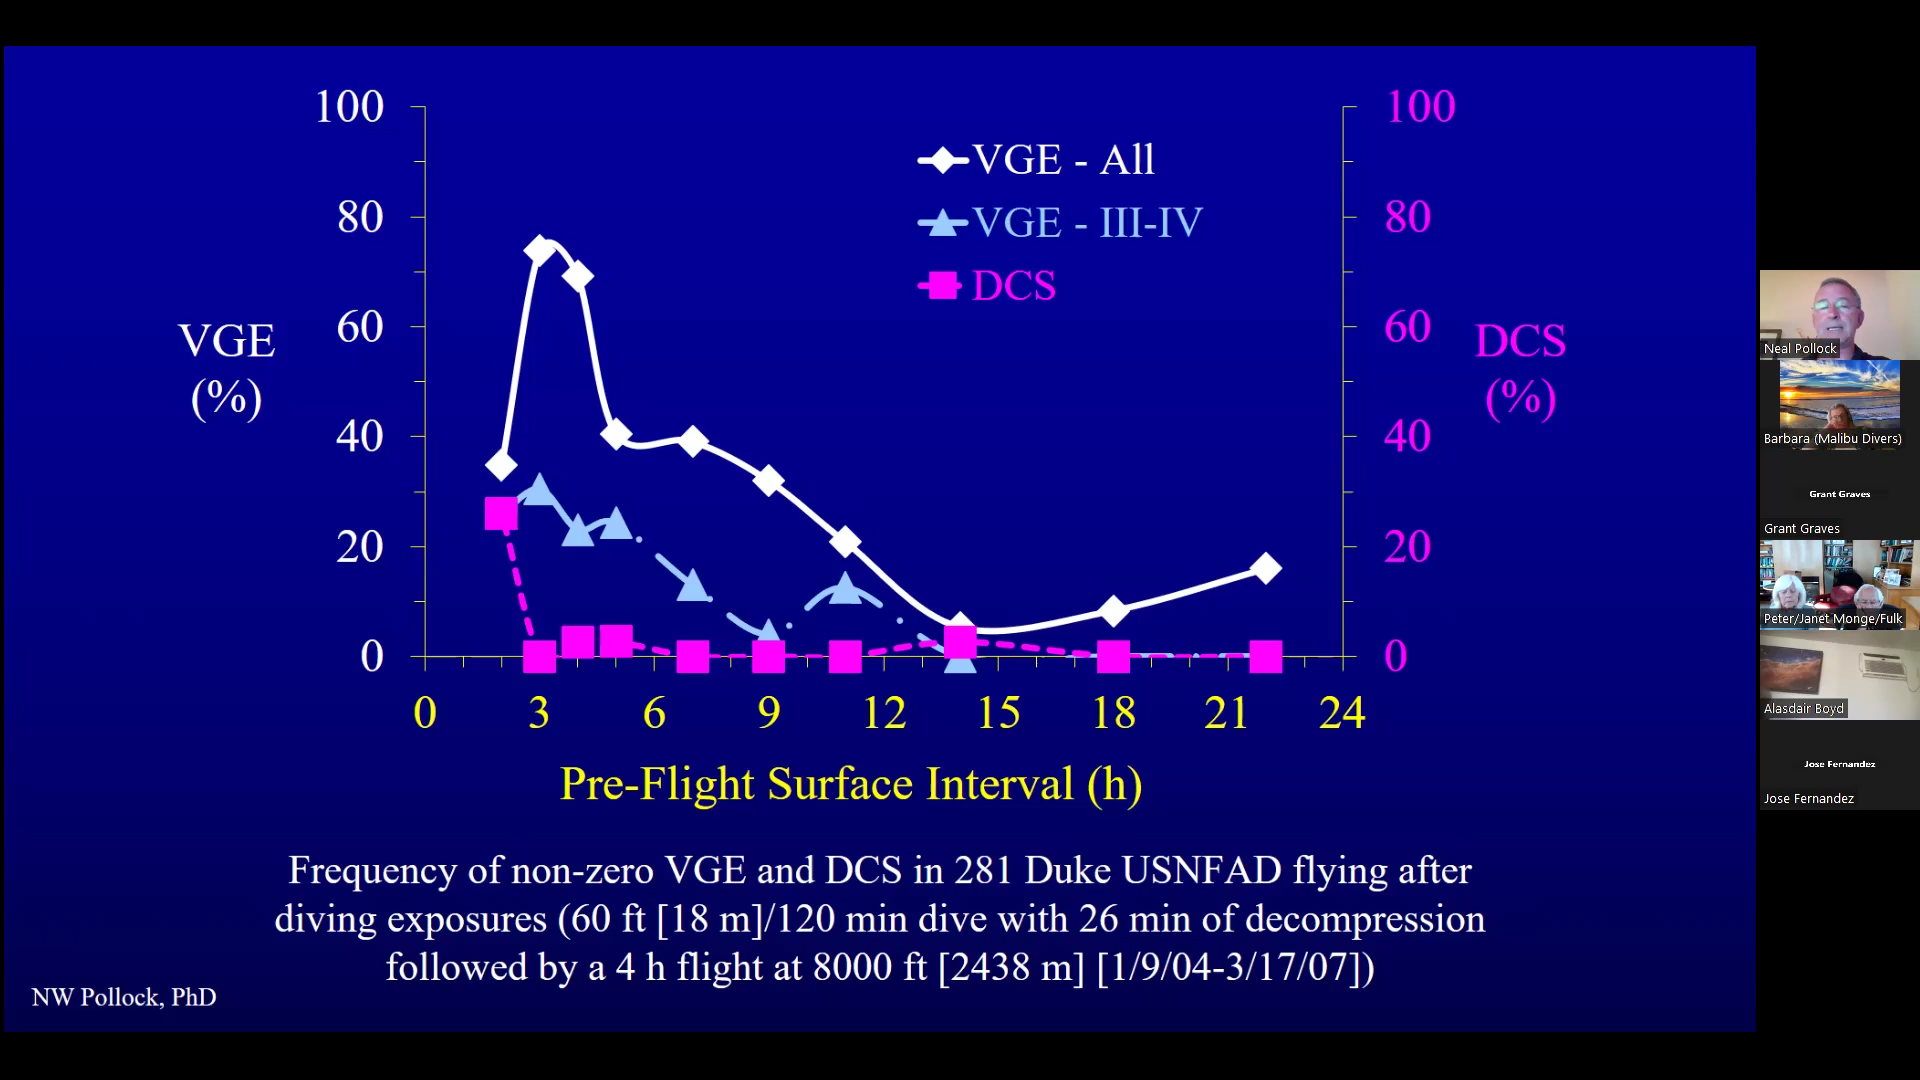 100
80
60
40
20
0
VGE
(%)
VGE - All
VGE - III-IV
DCS
100
80
60
40
20
0
DCS
(%)
0 3 6 9 12 15 18 21 24
Pre-Flight Surface Interval (h)
Frequency of non-zero VGE and DCS in 281 Duke USNFAD flying after
diving exposures (60 ft [18 m]/120 min dive with 26 min of decompression
followed by a 4 h flight at 8000 ft [2438 m] [1/9/04-3/17/07])
NW Pollock, PhD
Neal Pollock
Barbara (Malibu Divers)
Grant Graves
Grant Graves
Peter/Janet Monge/Fulk
Alasdair Boyd
Jose Fernandez
Jose Fernandez